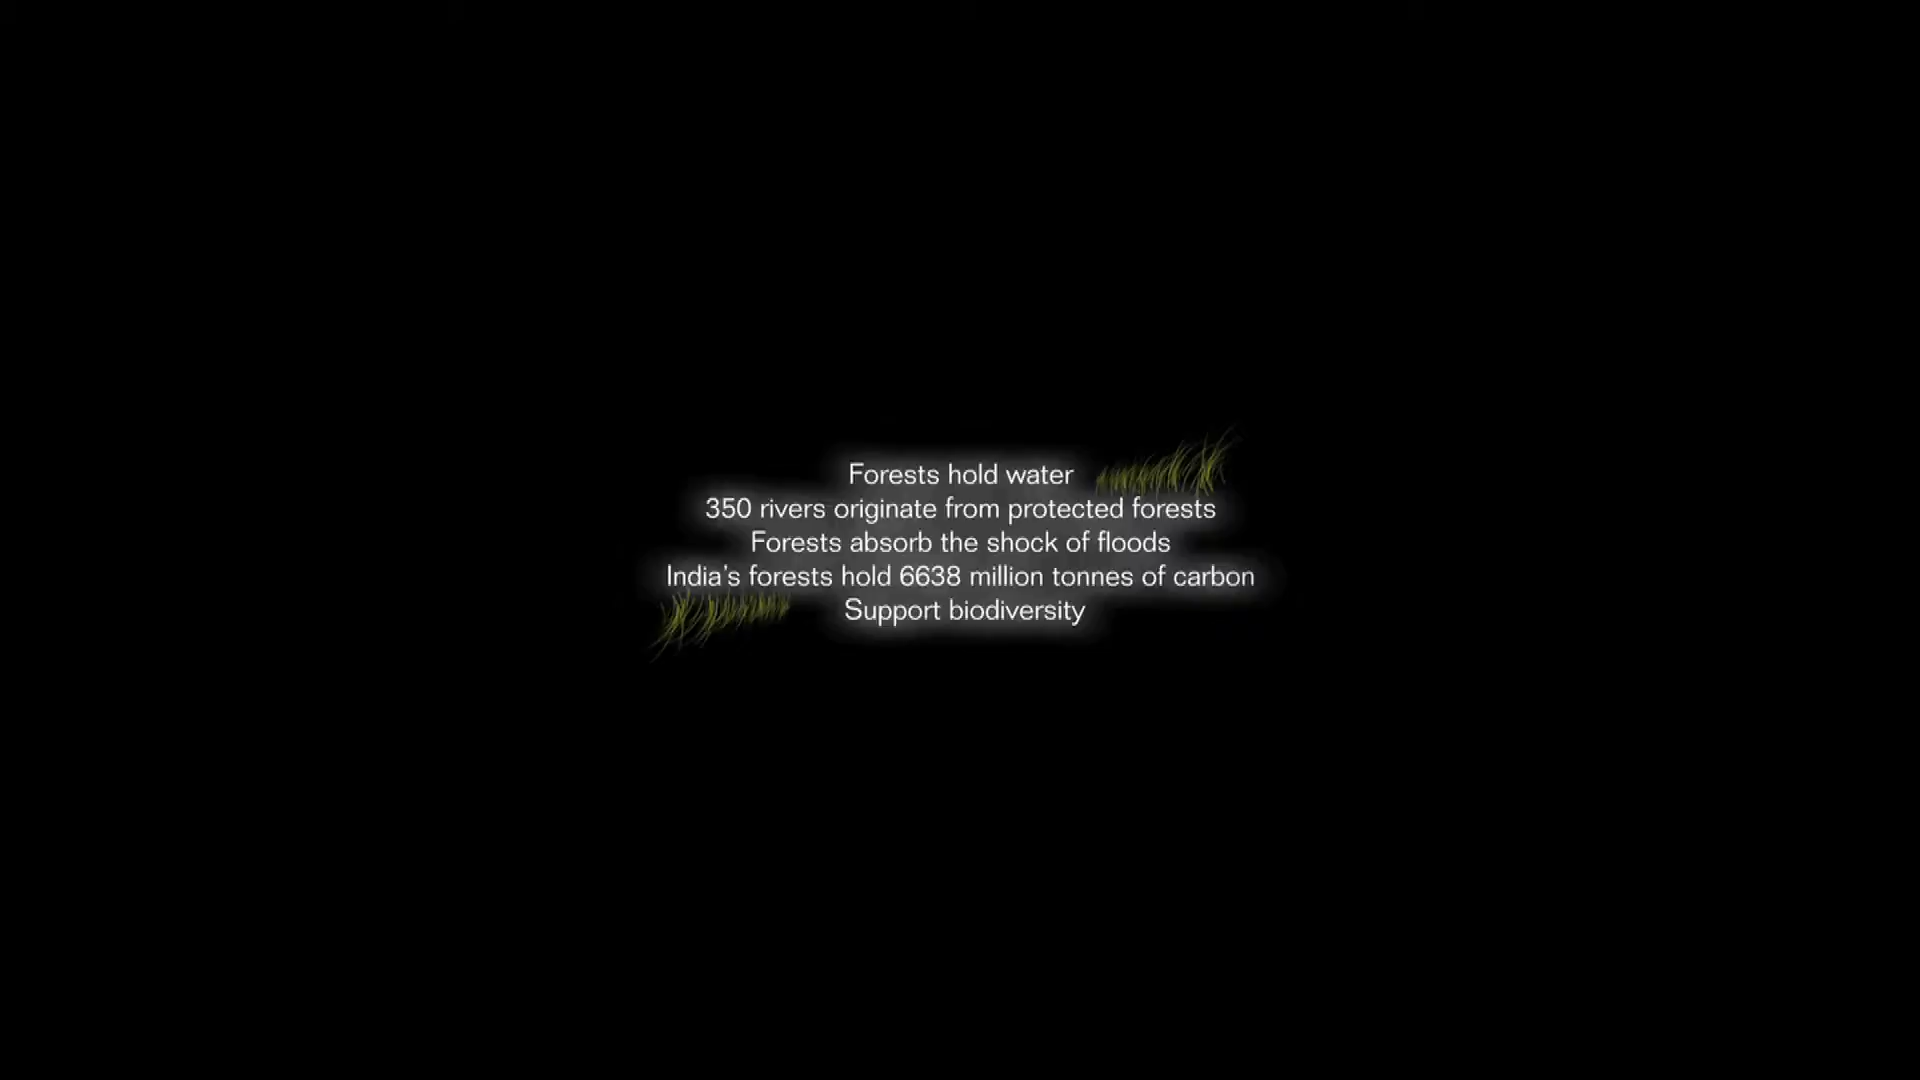 Forests hold water
350 rivers originate from protected forests
Forests absorb the shock of floods
India's forests hold 6638 million tonnes of carbon
Support biodiversity